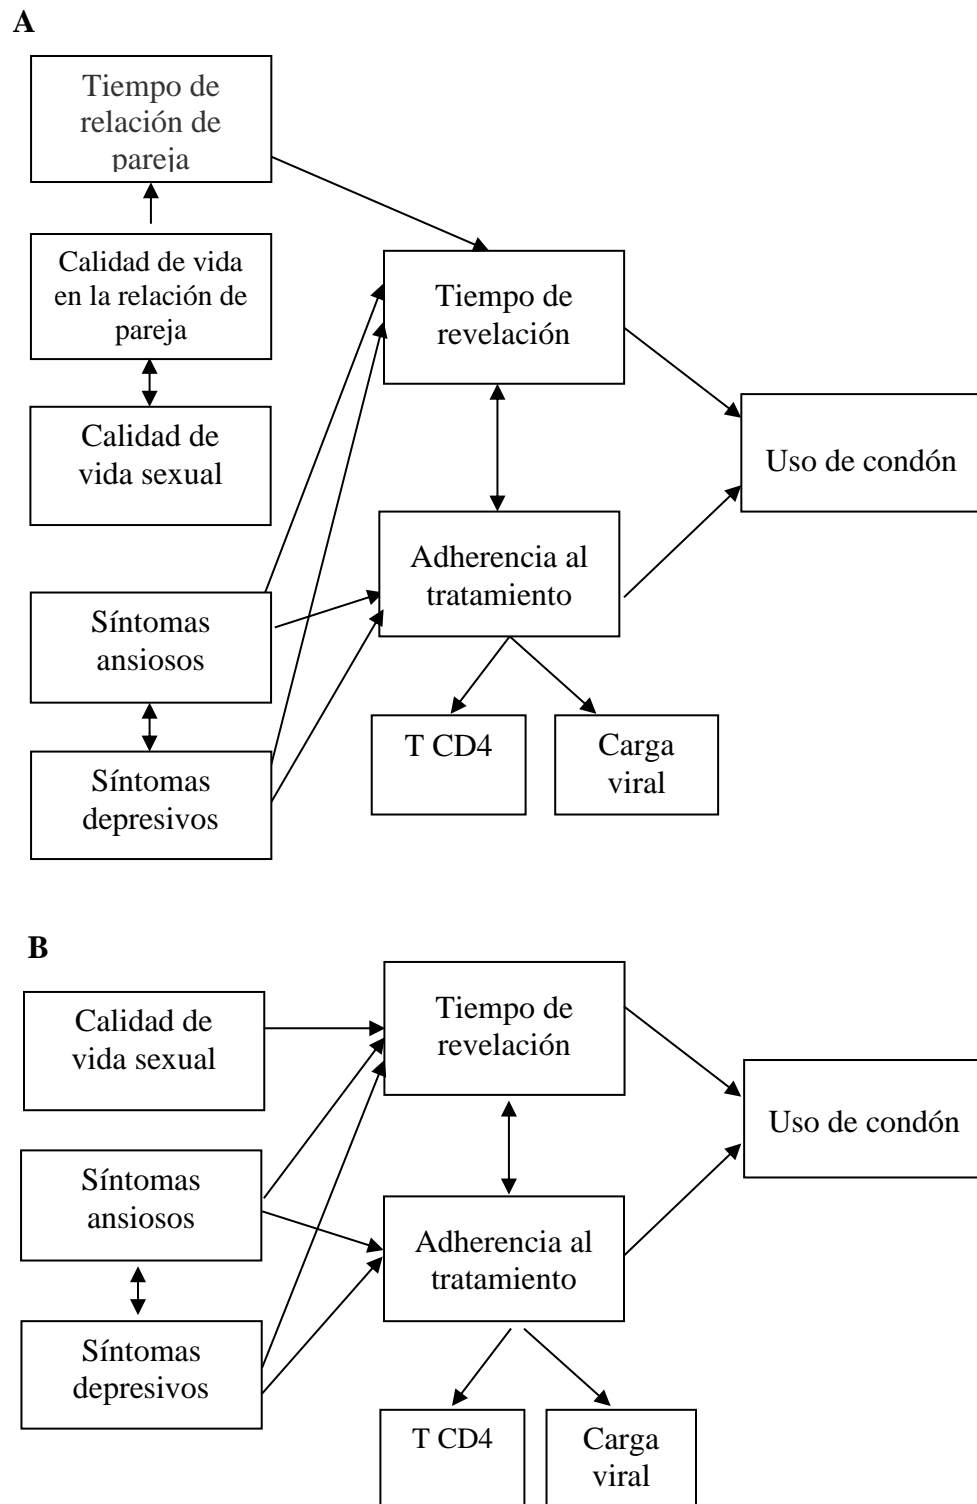 A
Tiempo de
relación de
pareja
Calidad de vida
en la relación de
pareja
Calidad de
vida sexual
Síntomas
ansiosos
Síntomas
depresivos
Tiempo de
revelación
Adherencia al
tratamiento
T CD4
Carga
viral
Uso de condón
B
Calidad de
vida sexual
Síntomas
ansiosos
Síntomas
depresivos
Tiempo de
revelación
Adherencia al
tratamiento
T CD4
Carga
viral
Uso de condón